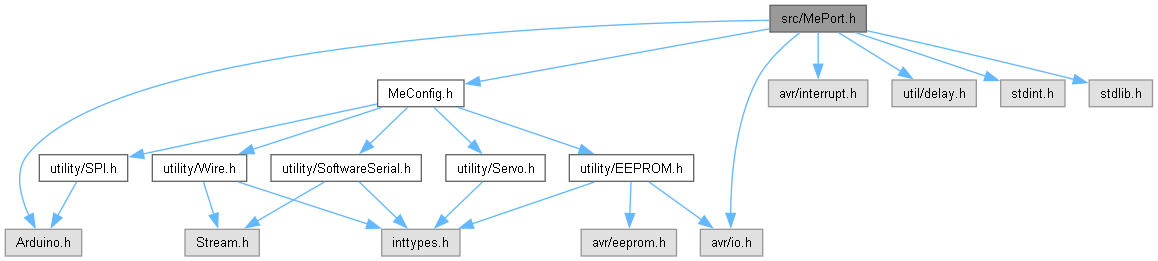 src/MePort.h
MeConfig.h
avr/interrupt.h
util/delay.h
stdint.h
stdlib.h
utility/SPI.h
utility/Wire.h
utility/SoftwareSerial.h
utility/Servo.h
utility/EEPROM.h
Arduino.h
Stream.h
inttypes.h
avr/eeprom.h
avr/io.h